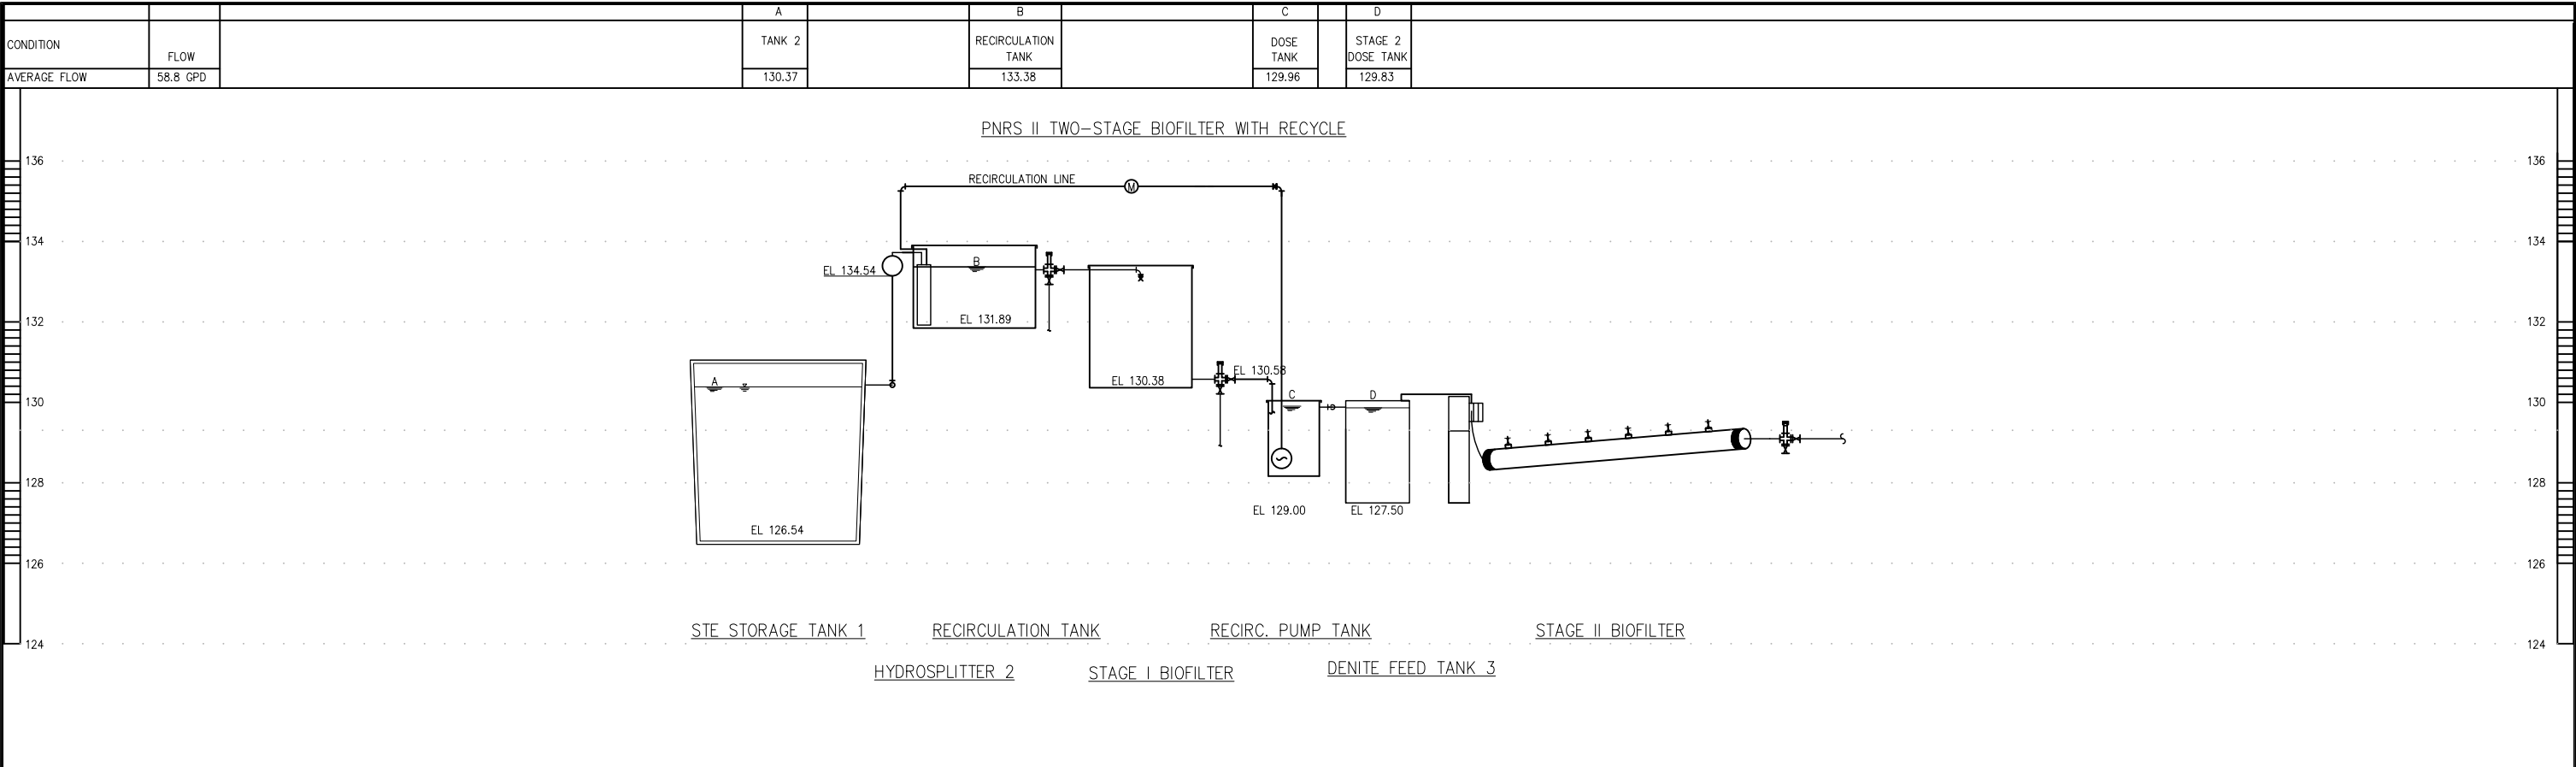 A B C D
CONDITION FLOW TANK 2 RECIRCULATION TANK DOSE TANK STAGE 2 DOSE TANK
AVERAGE FLOW 58.8 GPD 130.37 133.38 129.96 129.83
PNRS II TWO-STAGE BIOFILTER WITH RECYCLE
136 136
RECIRCULATION LINE M
134 134
B
EL 134.54
132 EL 131.89 132
EL 130.58
A EL 130.38
C D
130 130
128 128
EL 129.00 EL 127.50
EL 126.54
126 126
STE STORAGE TANK 1 RECIRCULATION TANK RECIRC. PUMP TANK STAGE II BIOFILTER
124 124
HYDROSPLITTER 2 STAGE I BIOFILTER DENITE FEED TANK 3